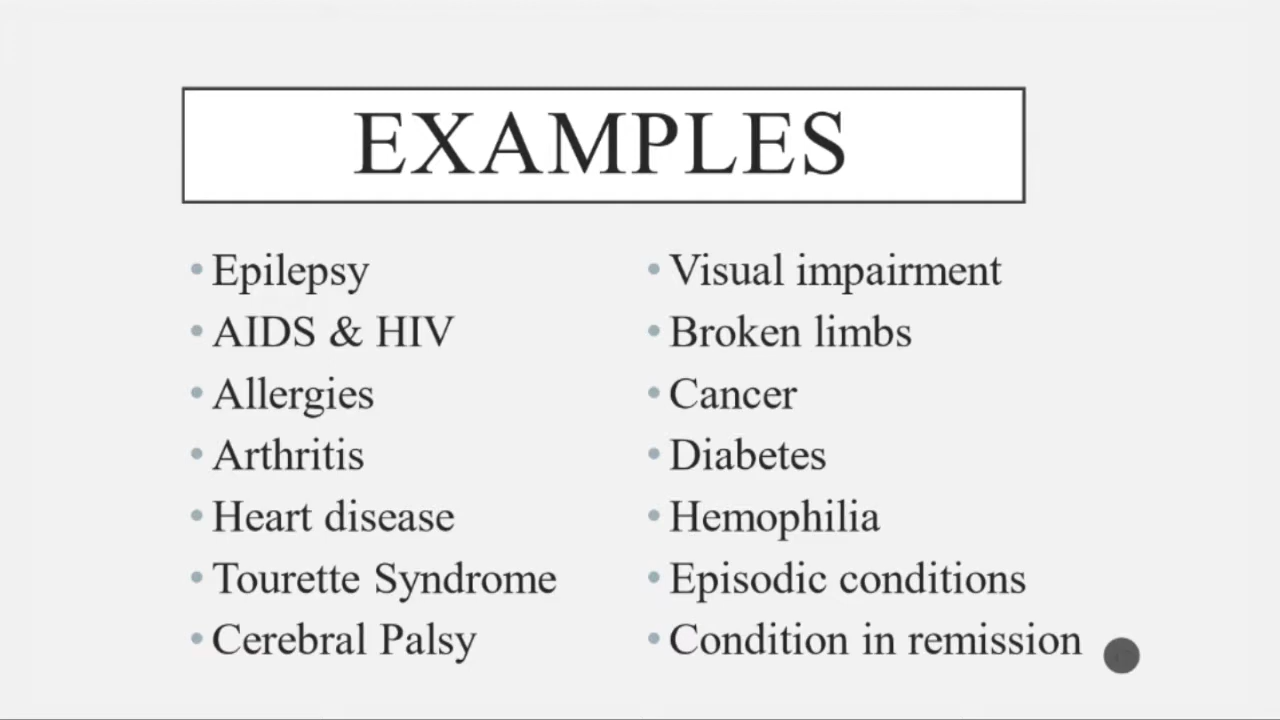 EXAMPLES
• Epilepsy
• AIDS & HIV
• Allergies
• Arthritis
• Heart disease
• Tourette Syndrome
• Cerebral Palsy
• Visual impairment
• Broken limbs
• Cancer
• Diabetes
• Hemophilia
• Episodic conditions
• Condition in remission